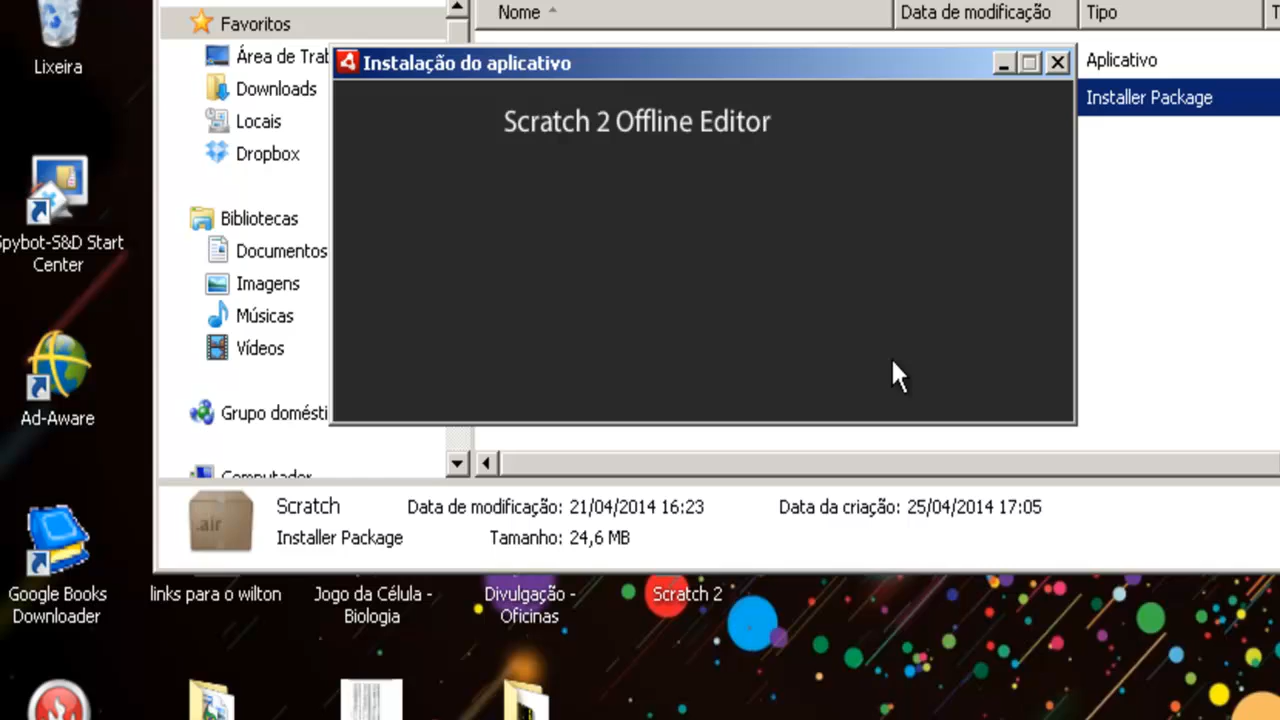 Nome
Data de modificação
Tipo
Favoritos
Área de Trab
Downloads
Locais
Dropbox
Bibliotecas
Documentos
Imagens
Músicas
Vídeos
Grupo domésti
Computador
Instalação do aplicativo
Scratch 2 Offline Editor
Aplicativo
Installer Package
Scratch
Data de modificação: 21/04/2014 16:23
Data da criação: 25/04/2014 17:05
Installer Package
Tamanho: 24,6 MB
.air
Lixeira
Spybot-S&D Start
Center
Ad-Aware
Google Books
Downloader
links para o wilton
Jogo da Célula -
Biologia
Divulgação -
Oficinas
Scratch 2